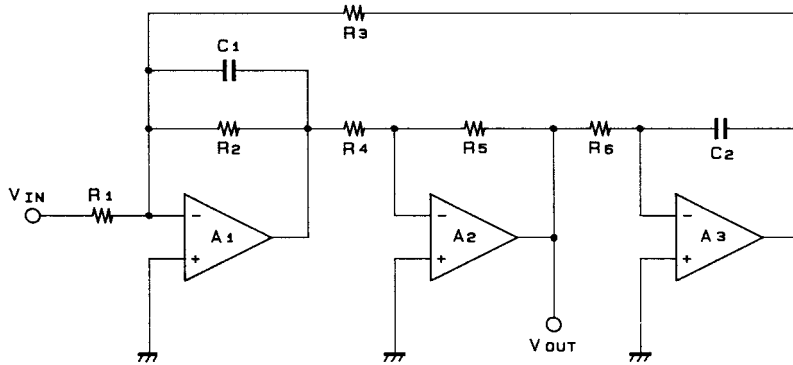 R3
C1
R2
R4
R5
R6
C2
VIN
R1
A1
A2
A3
VOUT
-
+
-
+
-
+